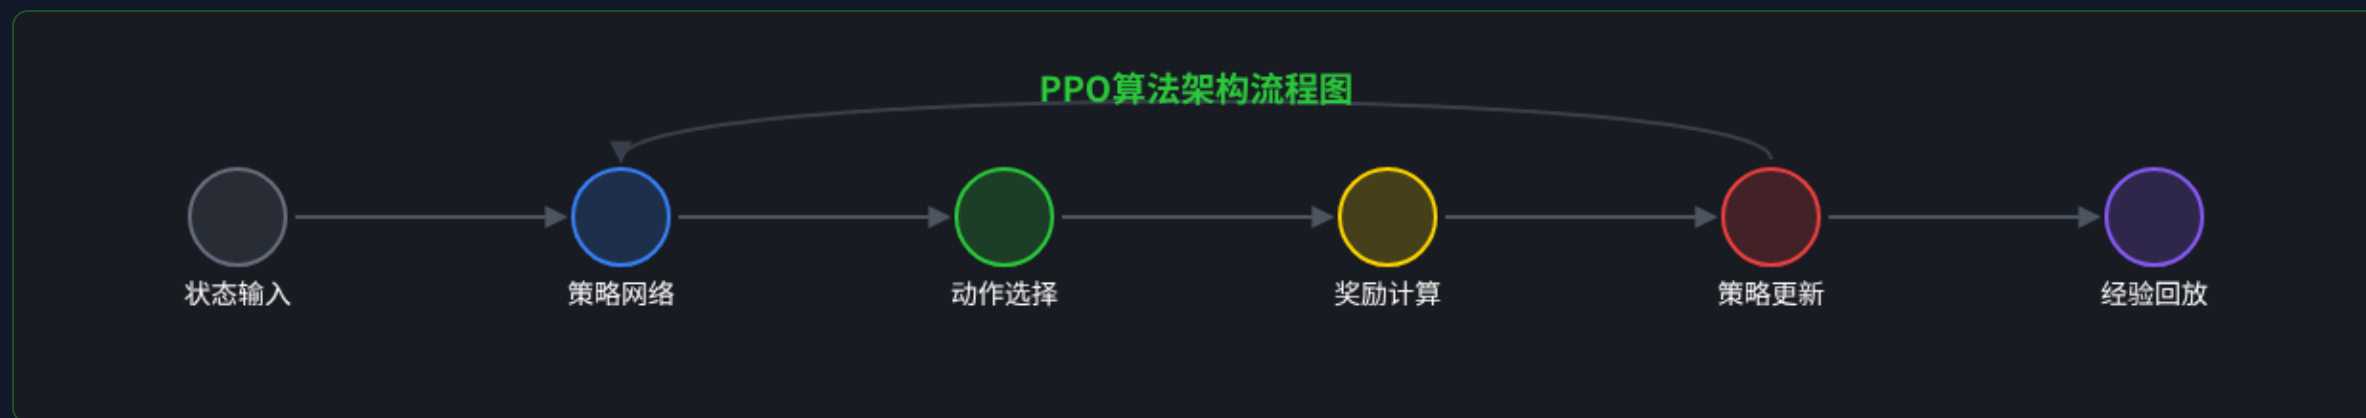 PPO算法架构流程图
状态输入
策略网络
动作选择
奖励计算
策略更新
经验回放